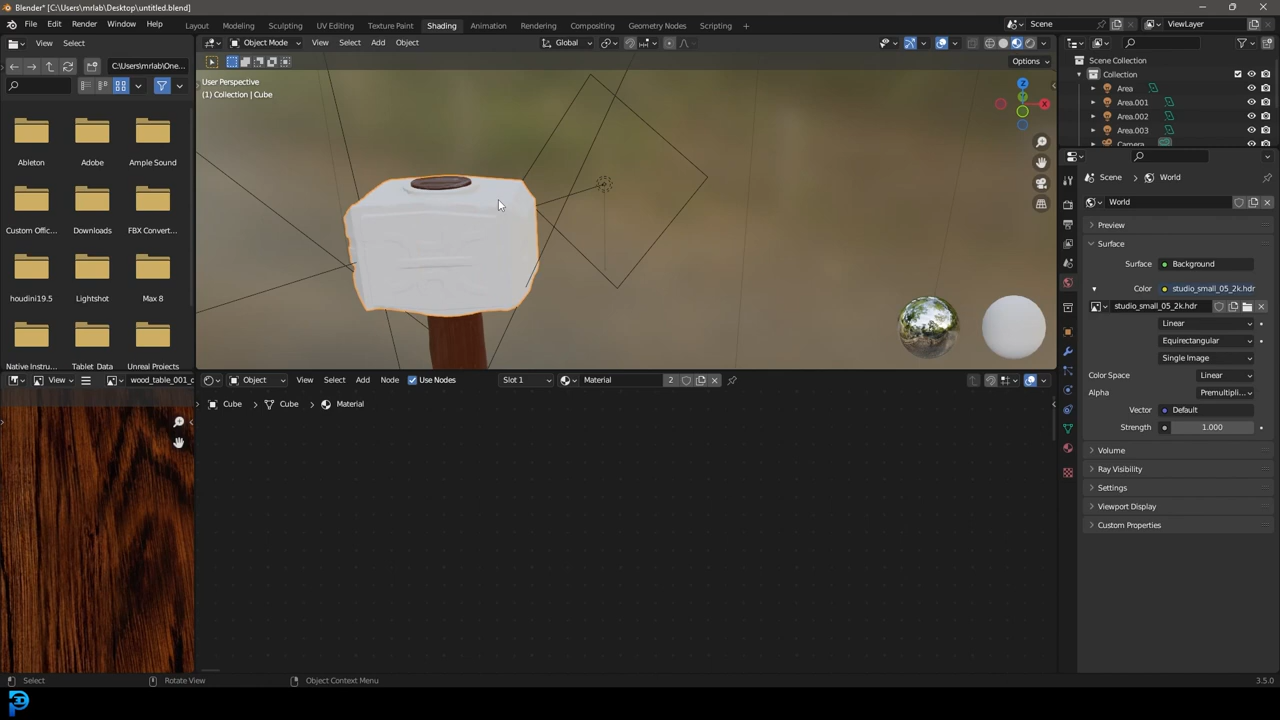 Blender* [C:\Users\mrlab\Desktop\untitled.blend]
File Edit Render Window Help Layout Modeling Sculpting UV Editing Texture Paint Shading Animation Rendering Compositing Geometry Nodes Scripting + Scene ViewLayer
View Select Object Mode View Select Add Object Global
C:\Users\mrlab\One...
Options
User Perspective
(1) Collection | Cube
Scene Collection
Collection
Area
Area.001
Area.002
Area.003
Camera
Z
Y
X
Ableton Adobe Ample Sound
Custom Offic... Downloads FBX Convert...
houdini19.5 Lightshot Max 8
Native Instru... Tablet Data Unreal Projects
Scene > World
World
Preview
Surface
Surface Background
Color studio_small_05_2k.hdr
studio_small_05_2k.hdr
Linear
Equirectangular
Single Image
Color Space Linear
Alpha Premultipli...
Vector Default
Strength 1.000
Volume
Ray Visibility
Settings
Viewport Display
Custom Properties
View wood_table_001_c
Object View Select Add Node Use Nodes Slot 1 Material 2
Cube > Cube > Material
Select Rotate View Object Context Menu 3.5.0